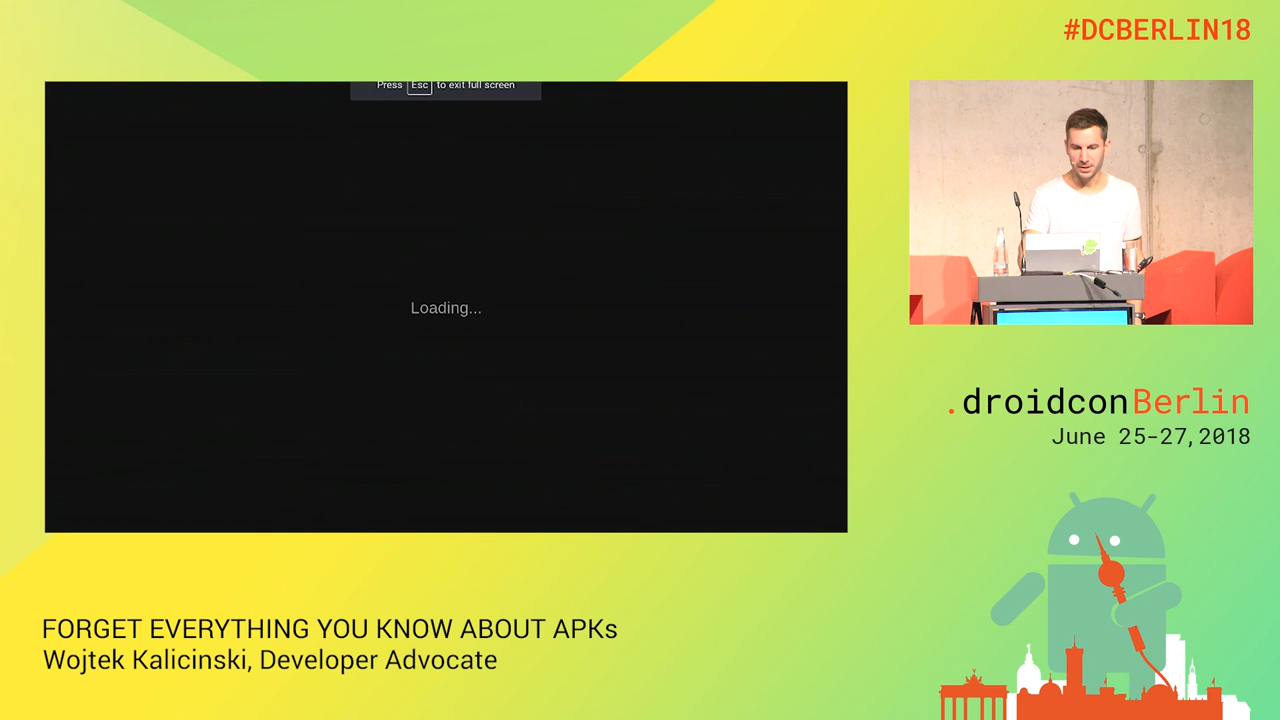 #DCBERLIN18
Press Esc to exit full screen
Loading...
.droidconBerlin
June 25-27, 2018
FORGET EVERYTHING YOU KNOW ABOUT APKs
Wojtek Kalicinski, Developer Advocate